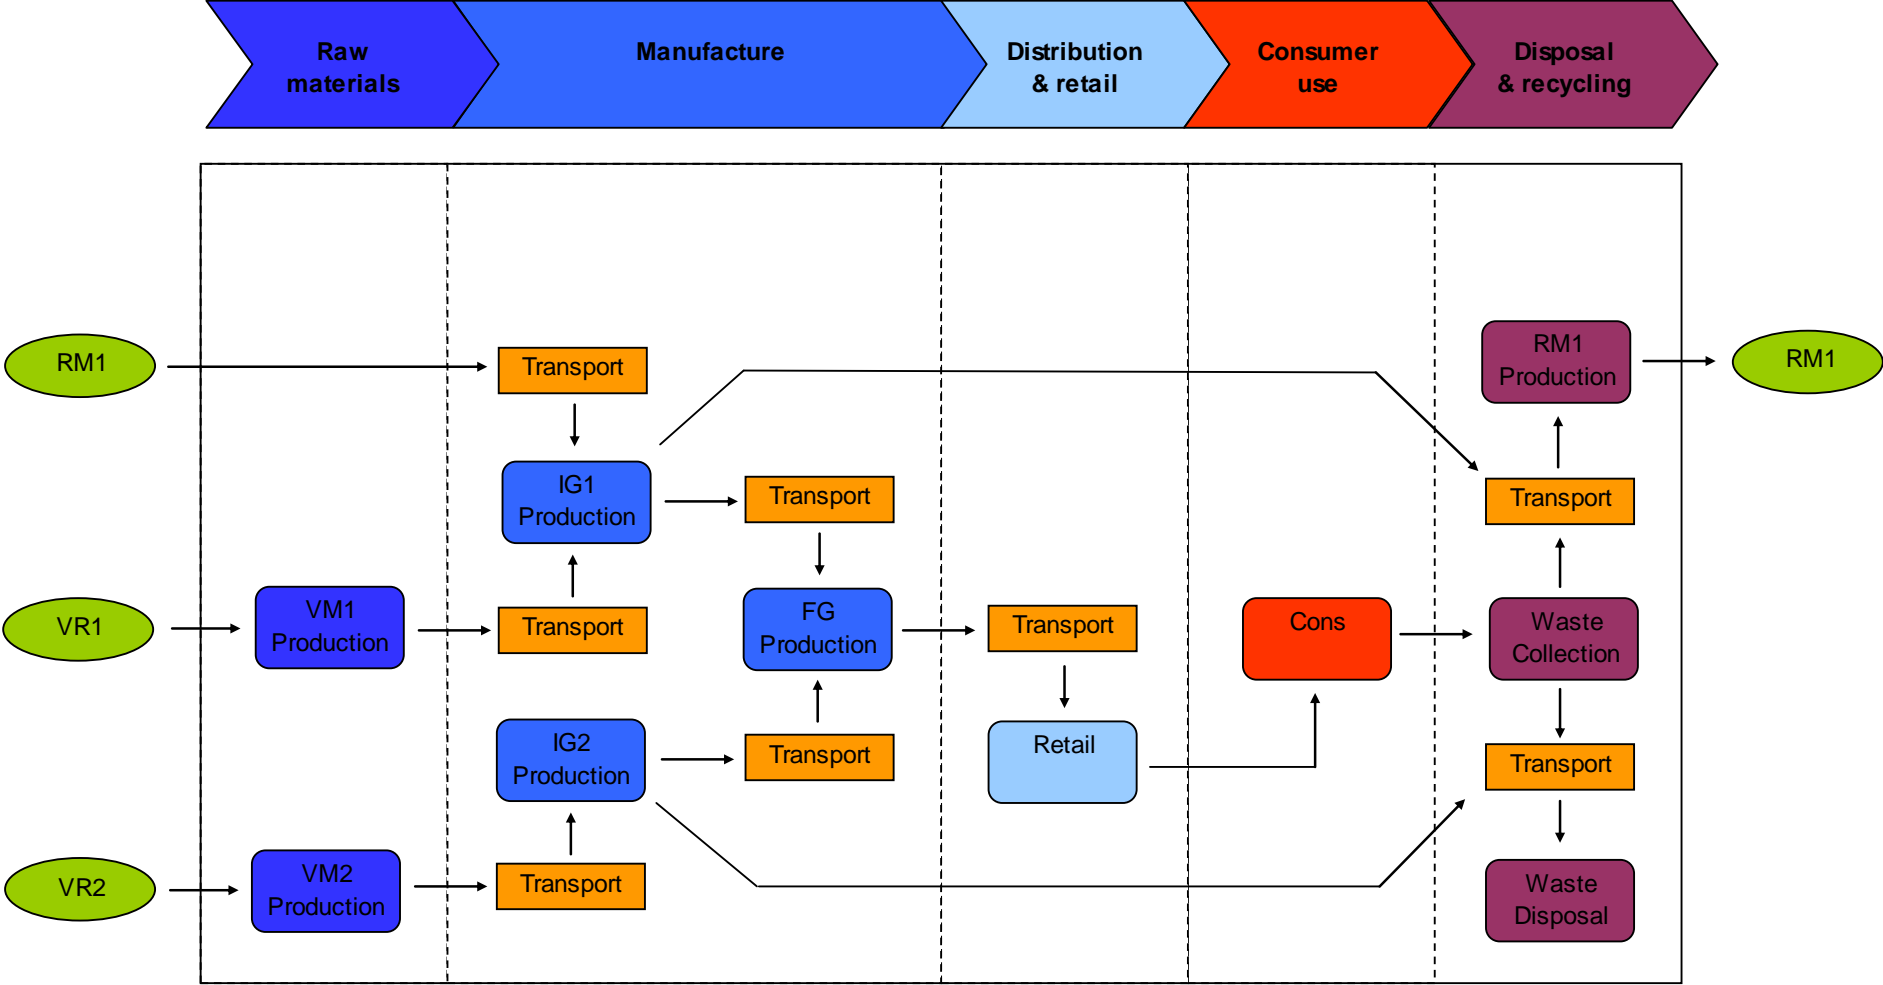 Raw
materials
Manufacture
Distribution
& retail
Consumer
use
Disposal
& recycling
RM1
Transport
RM1
Production
RM1
IG1
Production
Transport
Transport
VR1
VM1
Production
Transport
FG
Production
Transport
Cons
Waste
Collection
IG2
Production
Transport
Retail
Transport
VR2
VM2
Production
Transport
Waste
Disposal